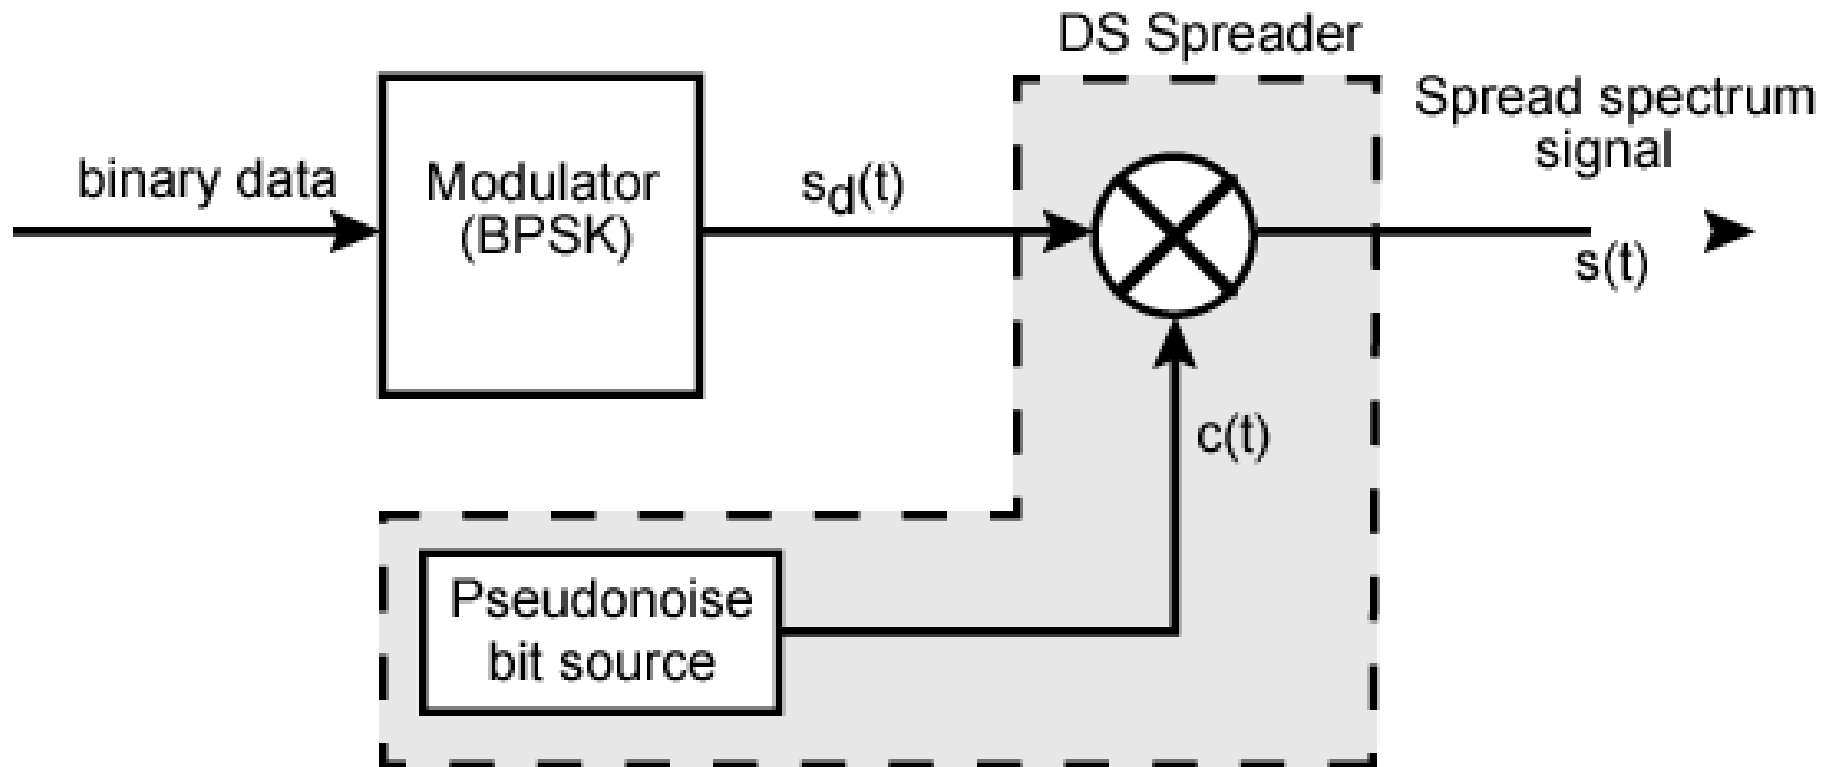 DS Spreader
Spread spectrum
signal
binary data
Modulator
(BPSK)
sd(t)
s(t)
c(t)
Pseudonoise
bit source